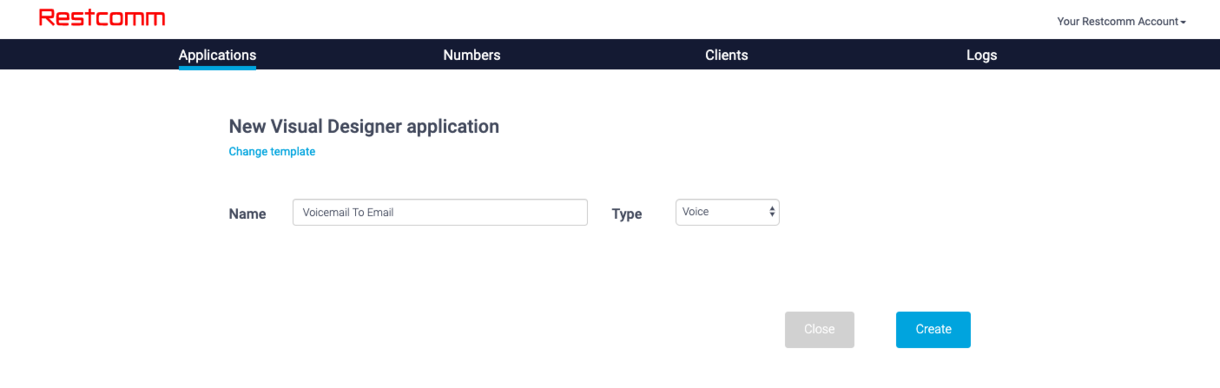 Restcomm
Your Restcomm Account
Applications Numbers Clients Logs
New Visual Designer application
Change template
Name Voicemail To Email Type Voice
Close Create